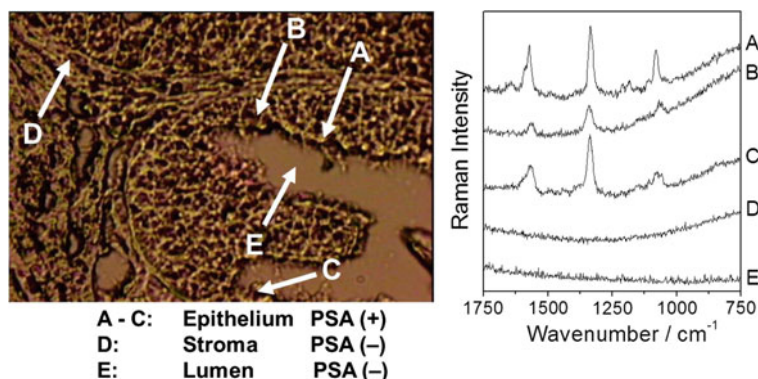 B
A
D
E
C
A - C: Epithelium PSA (+)
D: Stroma PSA (–)
E: Lumen PSA (–)
Raman Intensity
A
B
C
D
E
1750 1500 1250 1000 750
Wavenumber / cm⁻¹